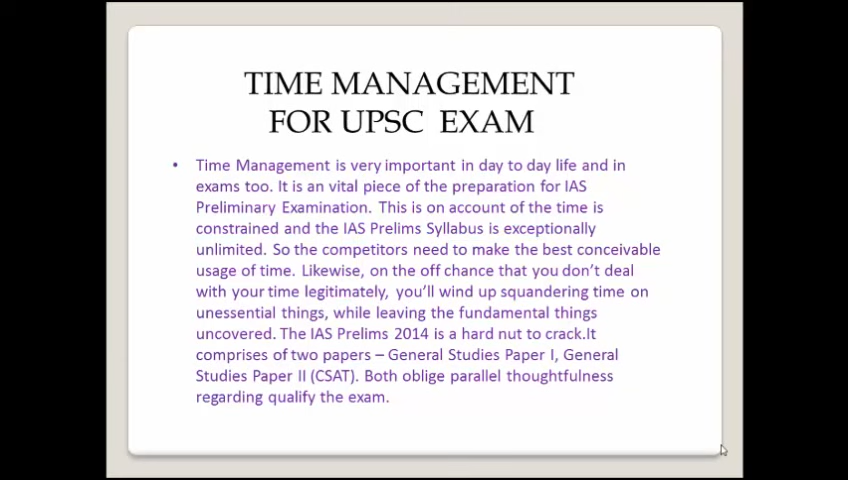 TIME MANAGEMENT
FOR UPSC EXAM
• Time Management is very important in day to day life and in
exams too. It is an vital piece of the preparation for IAS
Preliminary Examination. This is on account of the time is
constrained and the IAS Prelims Syllabus is exceptionally
unlimited. So the competitors need to make the best conceivable
usage of time. Likewise, on the off chance that you don't deal
with your time legitimately, you'll wind up squandering time on
unessential things, while leaving the fundamental things
uncovered. The IAS Prelims 2014 is a hard nut to crack.It
comprises of two papers – General Studies Paper I, General
Studies Paper II (CSAT). Both oblige parallel thoughtfulness
regarding qualify the exam.